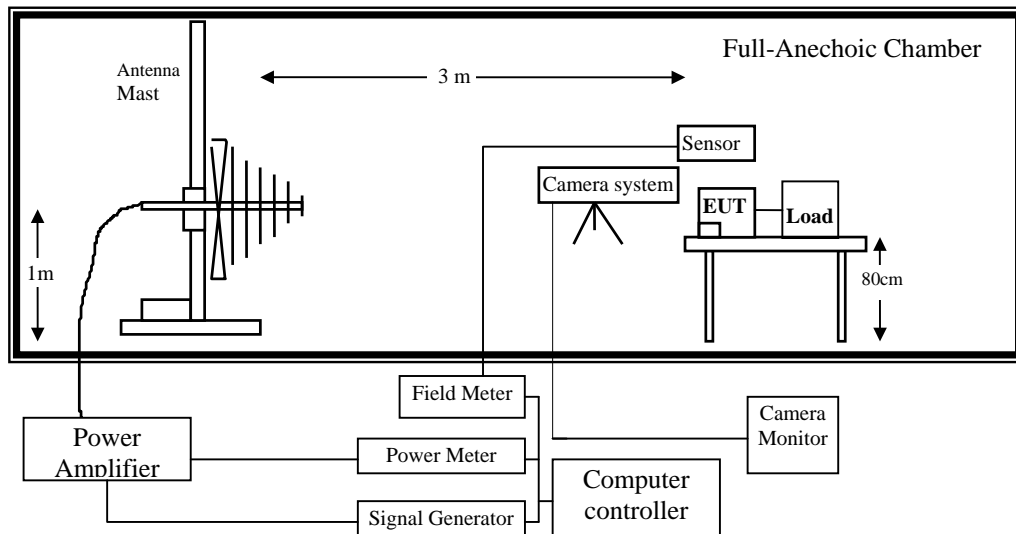 Full-Anechoic Chamber
Antenna
Mast
3 m
Sensor
Camera system
EUT
Load
1m
80cm
Field Meter
Camera
Monitor
Power
Amplifier
Power Meter
Computer
controller
Signal Generator